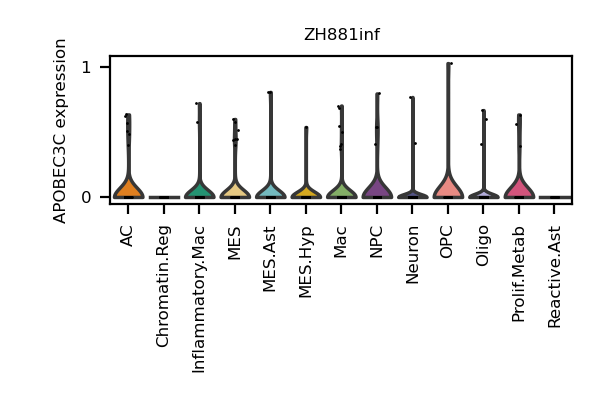 ZH881inf
APOBEC3C expression
1
0
AC
Chromatin.Reg
Inflammatory.Mac
MES
MES.Ast
MES.Hyp
Mac
NPC
Neuron
OPC
Oligo
Prolif.Metab
Reactive.Ast